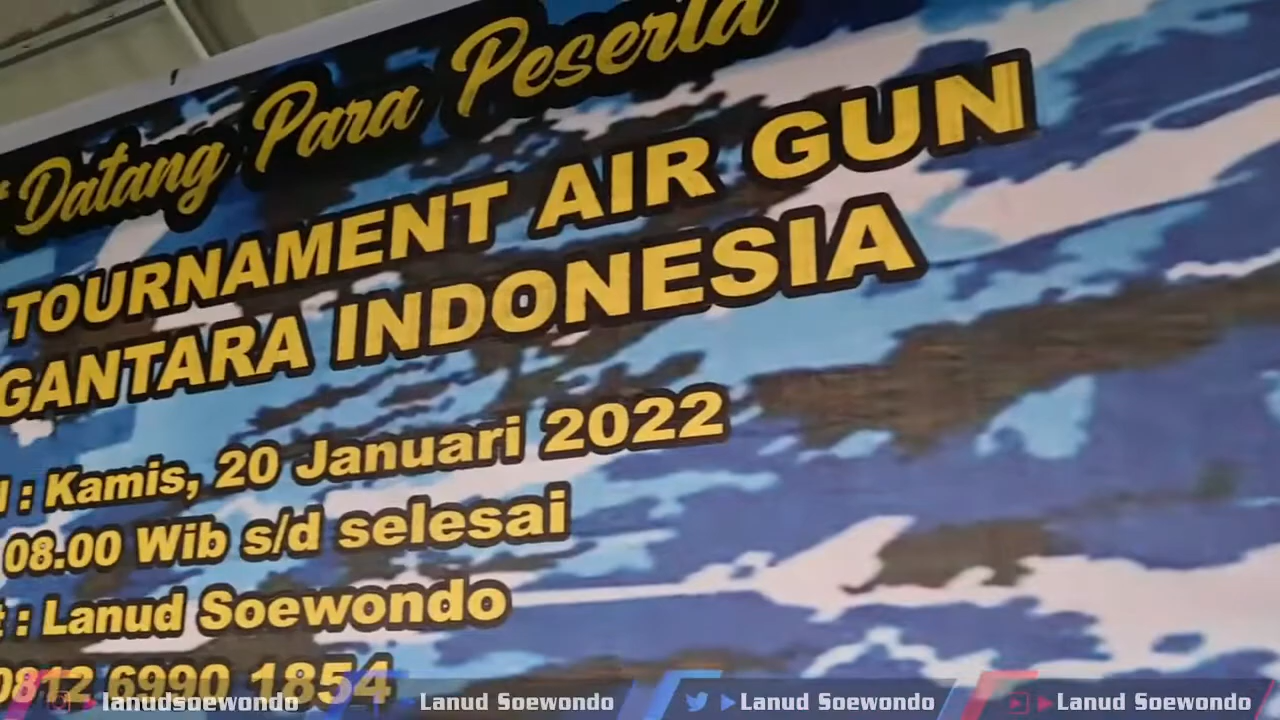 Datang Para Peserta
TOURNAMENT AIR GUN
GANTARA INDONESIA
: Kamis, 20 Januari 2022
08.00 Wib s/d selesai
: Lanud Soewondo
0812 6990 1854
lanudsoewondo
Lanud Soewondo
Lanud Soewondo
Lanud Soewondo